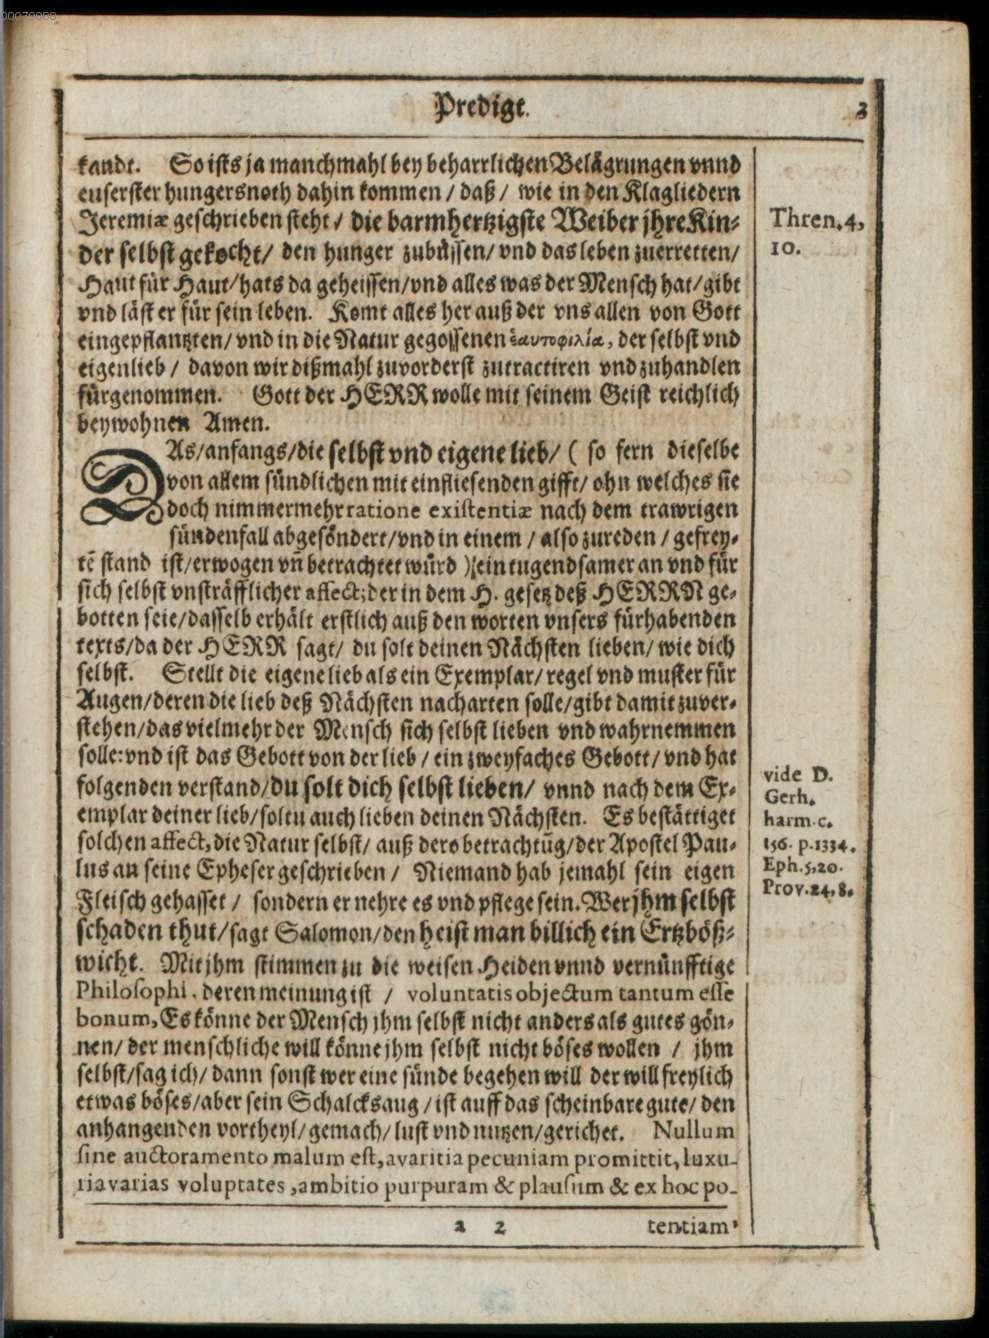 00079058
Predigt.
3
kandt. So ists ja manchmahl bey beharrlichen Belägrungen vnnd
euserster hungersnoth dahin kommen / daß / wie in den Klagliedern
Jeremiæ geschrieben steht / die barmhertzigste Weiber jhre Kin-
der selbst gekocht / den hunger zubüssen / vnd das leben zuerretten /
Haut für Haut / hats da geheissen / vnd alles was der Mensch hat / gibt
vnd läst er für sein leben. Komt alles her auß der vns allen von Gott
eingepflantzten / vnd in die Natur gegossenen ἑαυτοφιλία, der selbst vnd
eigenlieb / davon wir dißmahl zuvorderst zutractiren vnd zuhandlen
fürgenommen. Gott der HERR wolle mit seinem Geist reichlich
beywohnen Amen.
DAs / anfangs / die selbst vnd eigene lieb / ( so fern dieselbe
von allem sündlichen mit einfliesenden gifft / ohn welches sie
doch nimmermehr ratione existentiæ nach dem trawrigen
sündenfall abgesöndert / vnd in einem / also zureden / gefrey-
tẽ stand ist / erwogen vñ betrachtet würd ) ein tugendsamer an vnd für
sich selbst vnsträfflicher affect; der in dem H. gesetz deß HERRN ge-
botten seie / dasselb erhält erstlich auß den worten vnsers fürhabenden
texts / da der HERR sagt / du solt deinen Nächsten lieben / wie dich
selbst. Stellt die eigene lieb als ein Exemplar / regel vnd muster für
Augen / deren die lieb deß Nächsten nacharten solle / gibt damit zuver-
stehen / das vielmehr der Mensch sich selbst lieben vnd wahrnemmen
solle: vnd ist das Gebott von der lieb / ein zweyfaches Gebott / vnd hat
folgenden verstand / du solt dich selbst lieben / vnnd nach dem Ex-
emplar deiner lieb / soltu auch lieben deinen Nächsten. Es bestättiget
solchen affect, die Natur selbst / auß dero betrachtũg / der Apostel Pau-
lus an seine Epheser geschrieben / Niemand hab jemahl sein eigen
Fleisch gehasset / sondern er nehre es vnd pflege sein. Wer jhm selbst
schaden thut / sagt Salomon / den heist man billich ein Ertzböß-
wicht. Mit jhm stimmen zu die weisen Heiden vnnd vernünfftige
Philosophi, deren meinung ist / voluntatis objectum tantum esse
bonum, Es könne der Mensch jhm selbst nicht anders als gutes gön-
nen / der menschliche will könne jhm selbst nicht böses wollen / jhm
selbst / sag ich / dann sonst wer eine sünde begehen will der will freylich
etwas böses / aber sein Schalcksaug / ist auff das scheinbare gute / den
anhangenden vortheyl / gemach / lust vnd nutzen / gerichet. Nullum
sine auctoramento malum est, avaritia pecuniam promittit, luxu-
ria varias voluptates, ambitio purpuram & plausum & ex hoc po-
a 2 tentiam,
Thren. 4,
10.
vide D.
Gerh.
harm. c.
156. p. 1334.
Eph. 5, 20.
Prov. 24, 8.